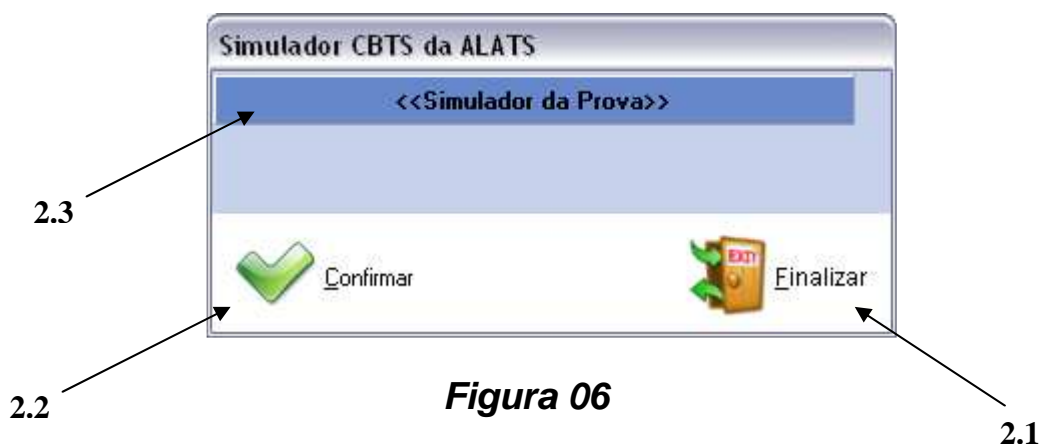 Simulador CBTS da ALATS
<<Simulador da Prova>>
2.3
EXIT
Confirmar
Finalizar
2.2
Figura 06
2.1